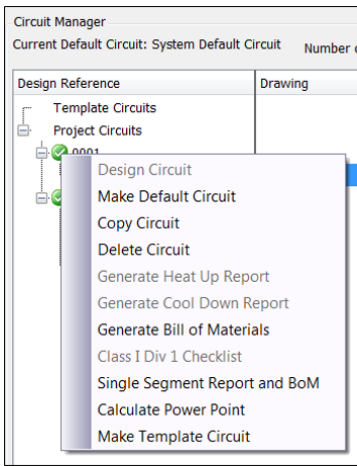 Circuit Manager
Current Default Circuit: System Default Circuit Number
Design Reference Drawing
Template Circuits
Project Circuits
0001
Design Circuit
Make Default Circuit
Copy Circuit
Delete Circuit
Generate Heat Up Report
Generate Cool Down Report
Generate Bill of Materials
Class I Div 1 Checklist
Single Segment Report and BoM
Calculate Power Point
Make Template Circuit